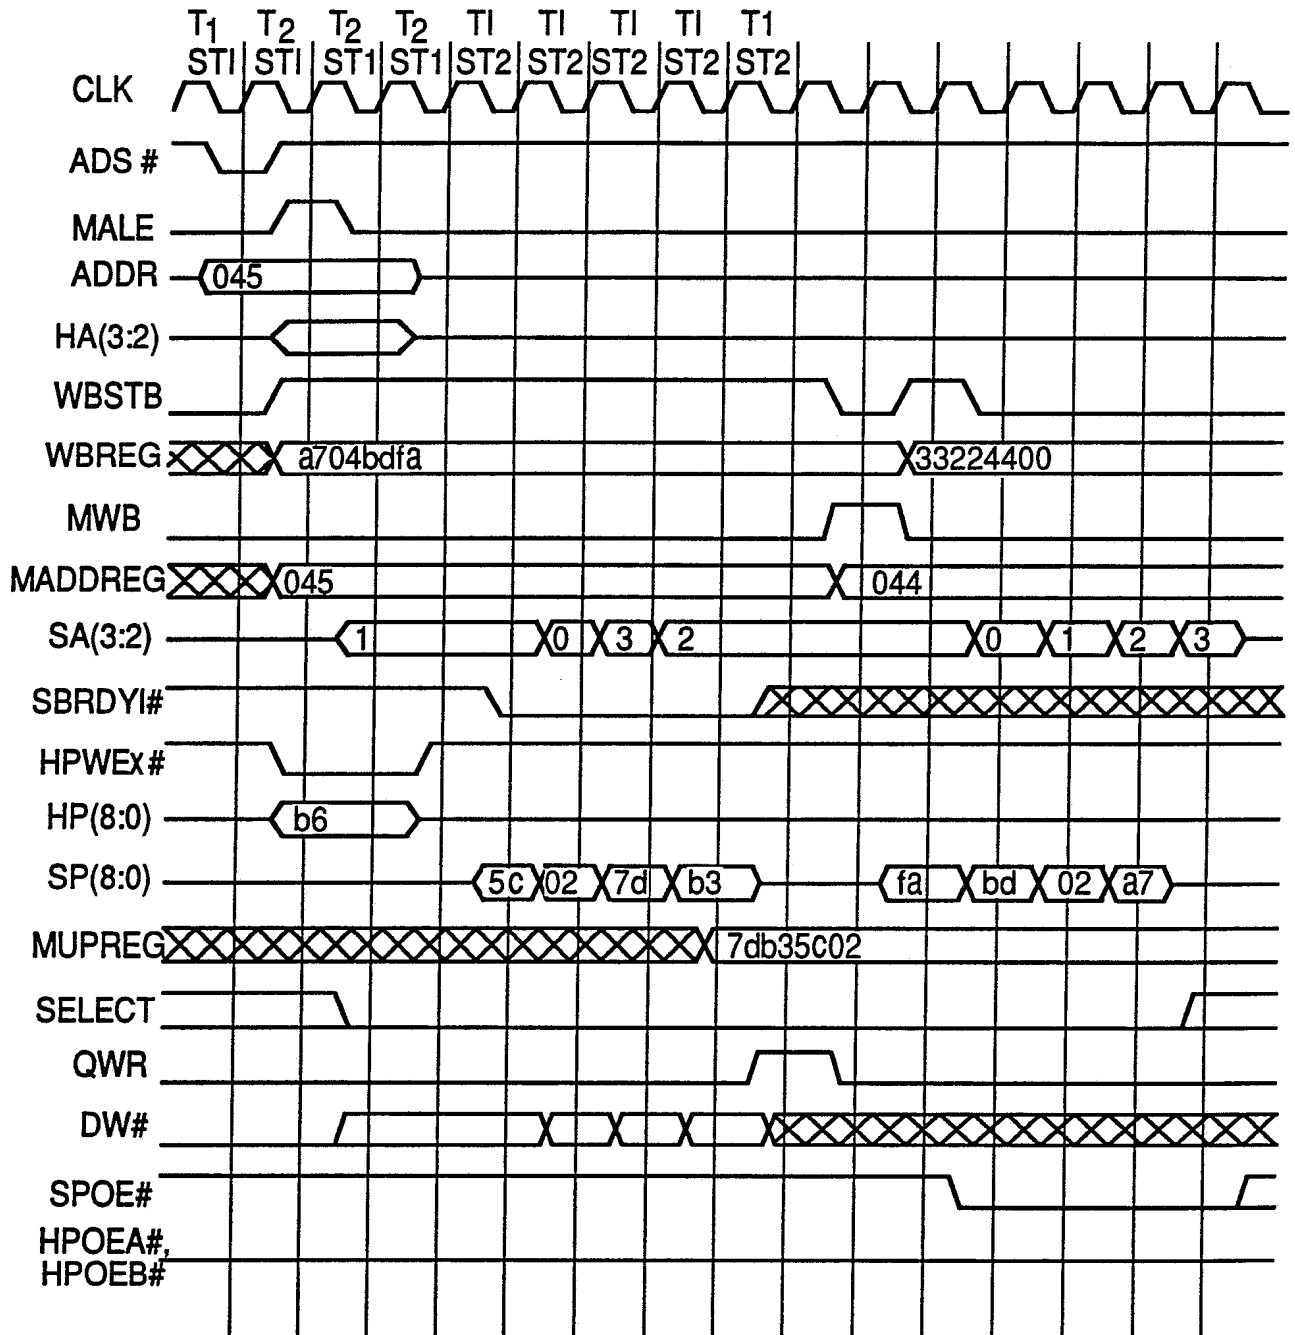 T1 T2 T2 T2 TI TI TI TI T1
STI STI ST1 ST1 ST2 ST2 ST2 ST2 ST2
CLK
ADS #
MALE
ADDR 045
HA(3:2)
WBSTB
WBREG a704bdfa 33224400
MWB
MADDREG 045 044
SA(3:2) 1 0 3 2 0 1 2 3
SBRDYI#
HPWEx#
HP(8:0) b6
SP(8:0) 5c 02 7d b3 fa bd 02 a7
MUPREG 7db35c02
SELECT
QWR
DW#
SPOE#
HPOEA#,
HPOEB#